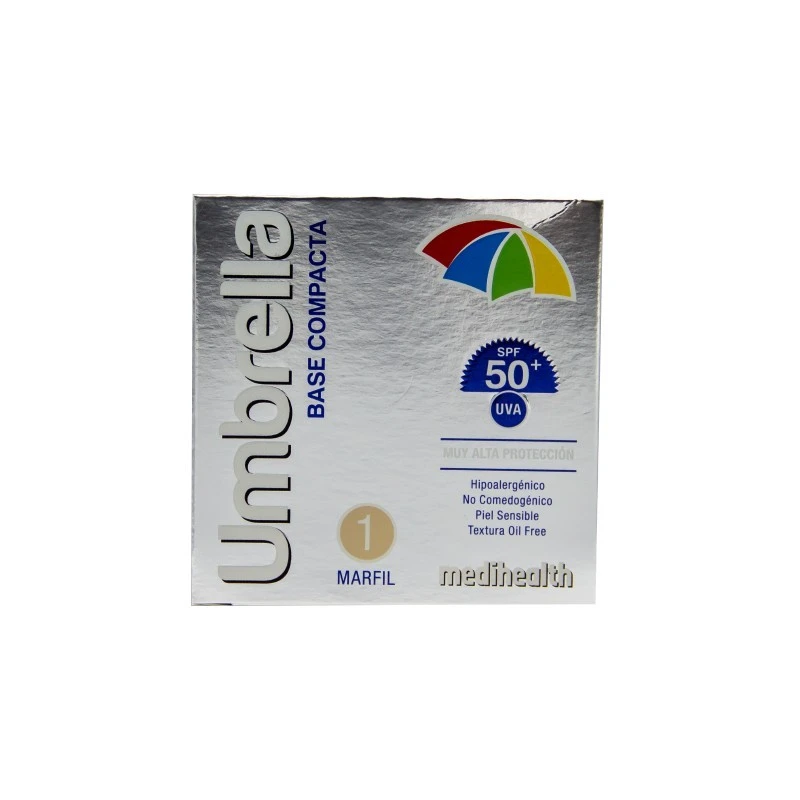 Umbrella
BASE COMPACTA
SPF
50+
UVA
MUY ALTA PROTECCIÓN
Hipoalergénico
No Comedogénico
Piel Sensible
Textura Oil Free
1
MARFIL
medihealth